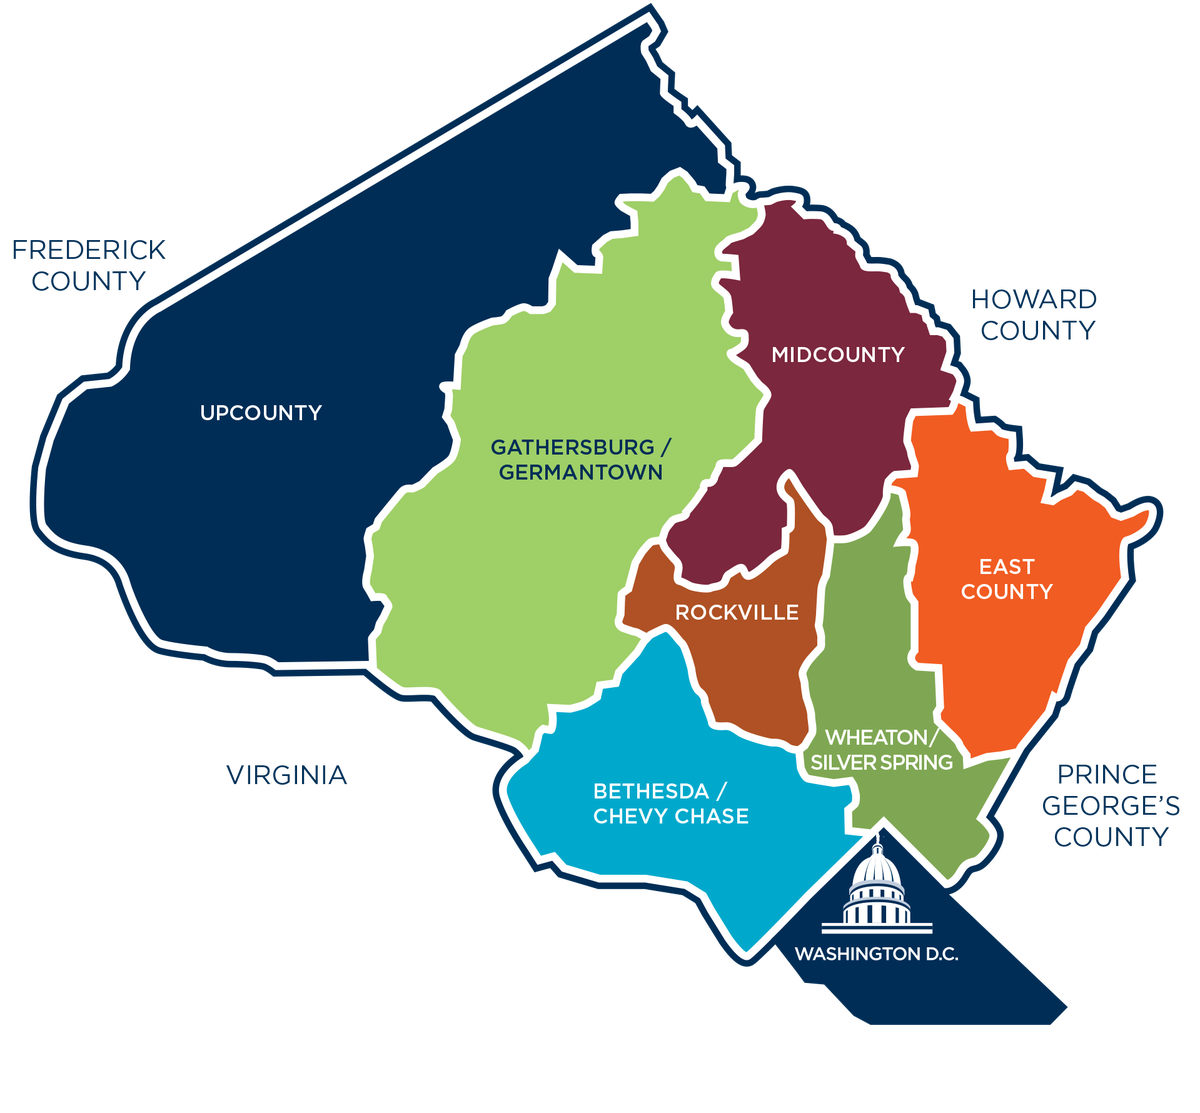 FREDERICK
COUNTY
HOWARD
COUNTY
MIDCOUNTY
UPCOUNTY
GATHERSBURG /
GERMANTOWN
EAST
COUNTY
ROCKVILLE
WHEATON/
SILVER SPRING
VIRGINIA
BETHESDA /
CHEVY CHASE
PRINCE
GEORGE'S
COUNTY
WASHINGTON D.C.